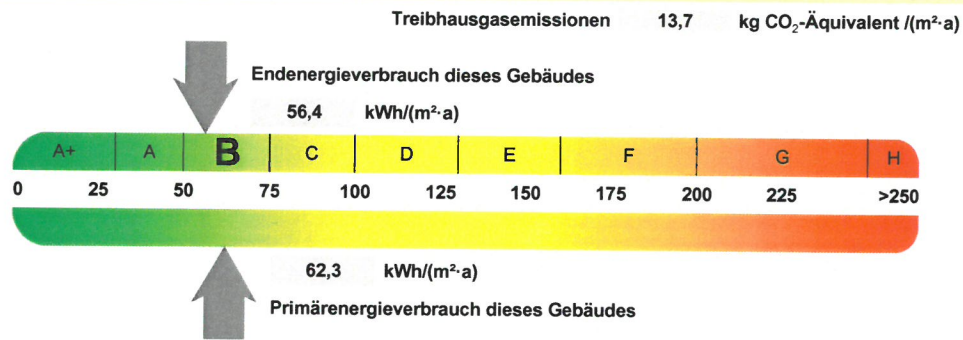 Treibhausgasemissionen 13,7 kg CO₂-Äquivalent /(m²·a)
Endenergieverbrauch dieses Gebäudes
56,4 kWh/(m²·a)
A+ A B C D E F G H
0 25 50 75 100 125 150 175 200 225 >250
62,3 kWh/(m²·a)
Primärenergieverbrauch dieses Gebäudes